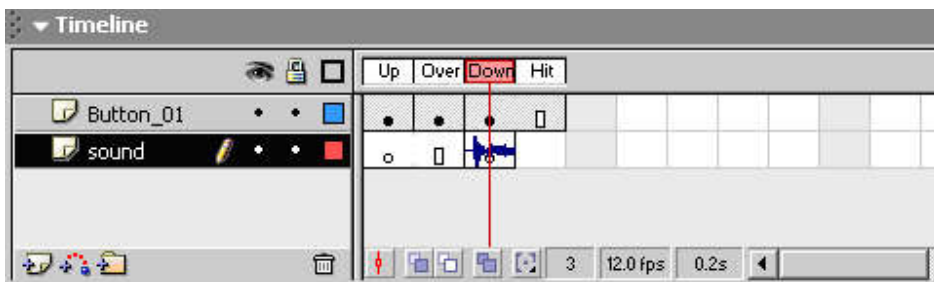 Timeline
Up Over Down Hit
Button_01
sound
3 12.0 fps 0.2s